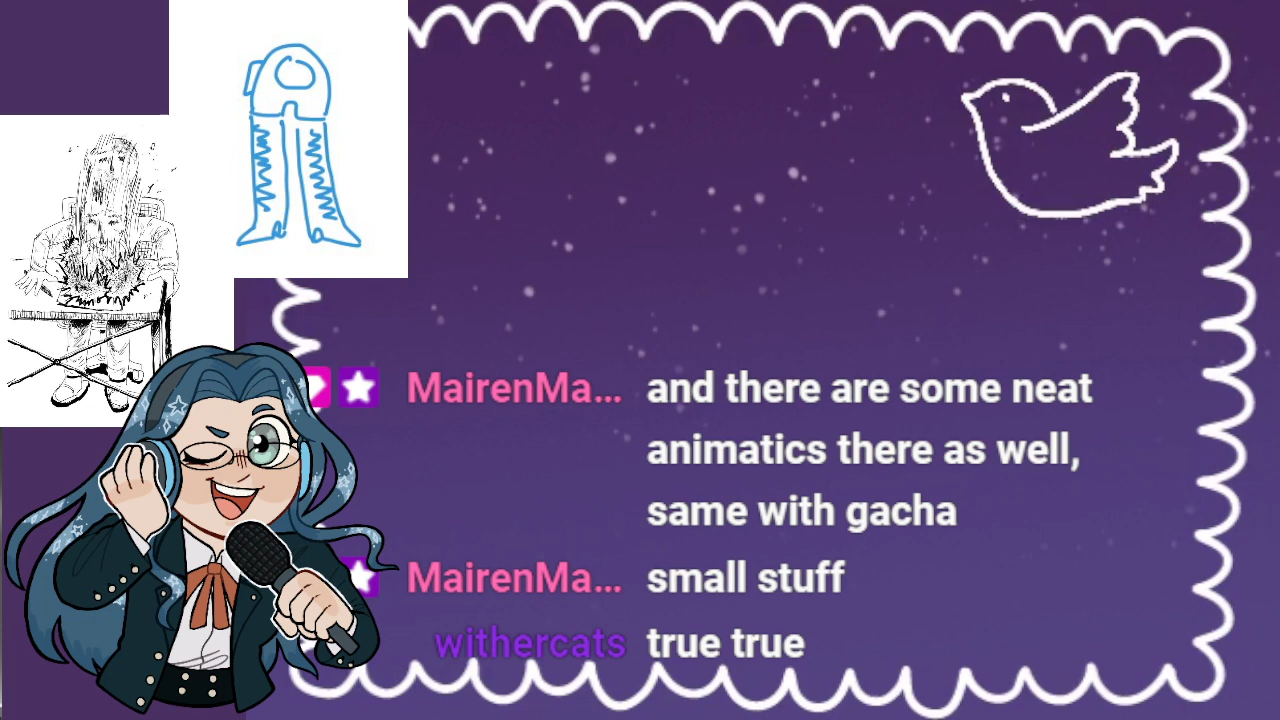 MairenMa... and there are some neat
animatics there as well,
same with gacha
MairenMa... small stuff
withercats true true